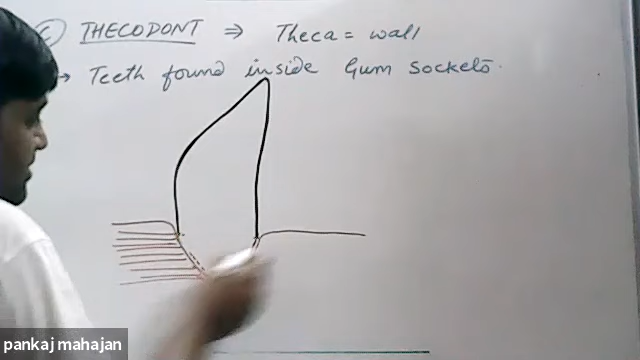 C) THECODONT ⇒ Theca = wall
→ Teeth found inside Gum sockets.
pankaj mahajan